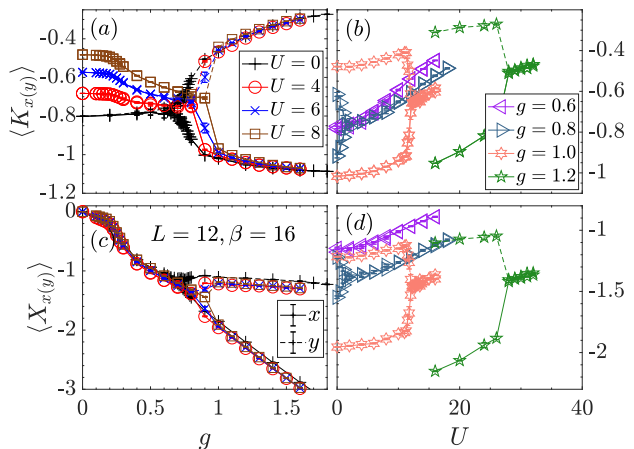 (a)
⟨K_{x(y)}⟩
-0.4
-0.6
-0.8
-1.0
-1.2
U = 0
U = 4
U = 6
U = 8
(b)
-0.4
-0.6
-0.8
-1
g = 0.6
g = 0.8
g = 1.0
g = 1.2
(c)
L = 12, β = 16
⟨X_{x(y)}⟩
0
-1
-2
-3
x
y
0 0.5 1 1.5
g
(d)
-1
-1.5
-2
0 20 40
U